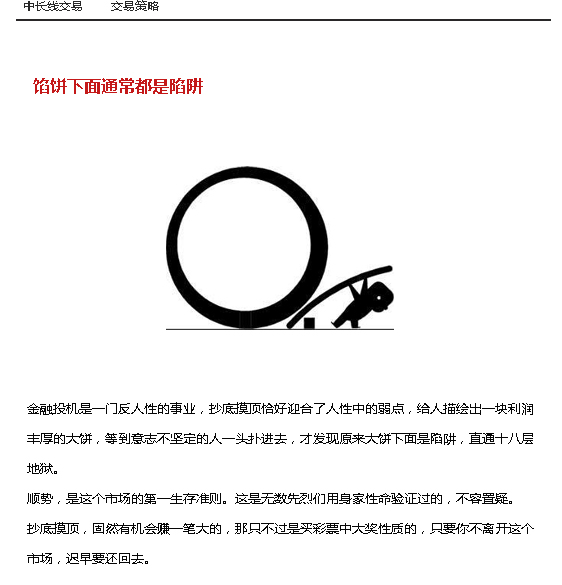 中长线交易 交易策略
馅饼下面通常都是陷阱
金融投机是一门反人性的事业，抄底摸顶恰好迎合了人性中的弱点，给人描绘出一块利润
丰厚的大饼，等到意志不坚定的人一头扑进去，才发现原来大饼下面是陷阱，直通十八层
地狱。
顺势，是这个市场的第一生存准则。这是无数先烈们用身家性命验证过的，不容置疑。
抄底摸顶，固然有机会赚一笔大的，那只不过是买彩票中大奖性质的，只要你不离开这个
市场，迟早要还回去。